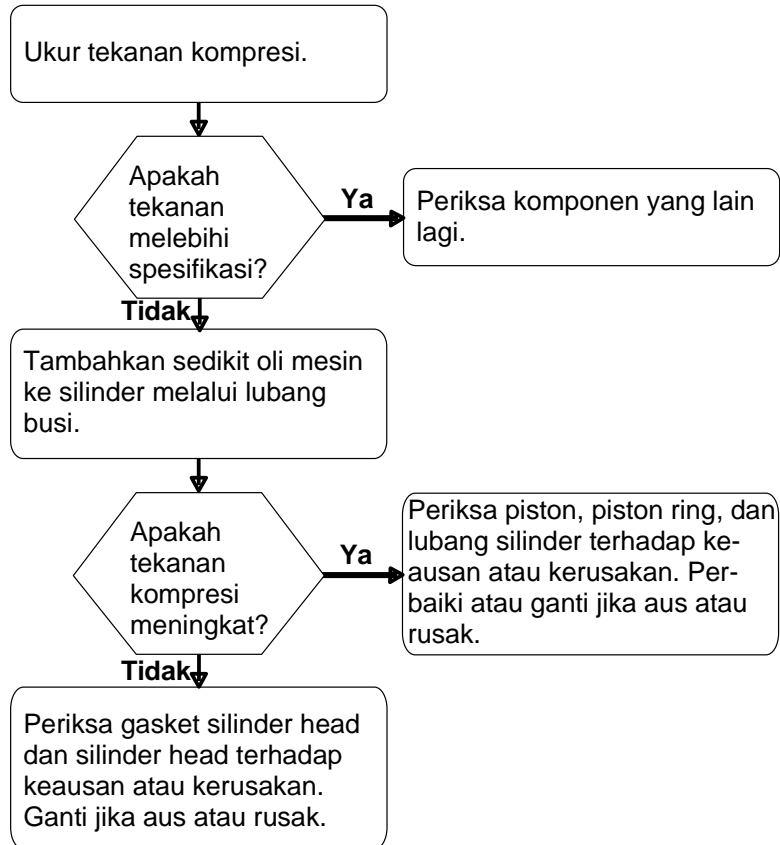 Ukur tekanan kompresi.
Apakah
tekanan
melebihi
spesifikasi?
Ya
Periksa komponen yang lain
lagi.
Tidak
Tambahkan sedikit oli mesin
ke silinder melalui lubang
busi.
Apakah
tekanan
kompresi
meningkat?
Ya
Periksa piston, piston ring, dan
lubang silinder terhadap ke-
ausan atau kerusakan. Per-
baiki atau ganti jika aus atau
rusak.
Tidak
Periksa gasket silinder head
dan silinder head terhadap
keausan atau kerusakan.
Ganti jika aus atau rusak.